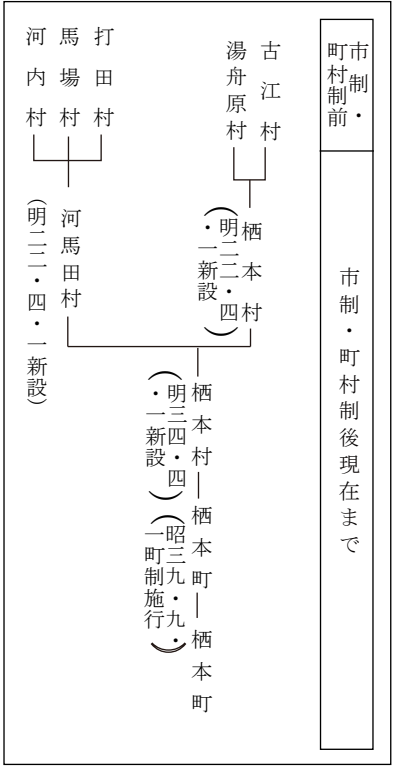 市制・
町村制前
市制・町村制後現在まで
古江村
湯舟原村
栖本村
(明二二・四
・一新設)
打田村
馬場村
河内村
河馬田村
(明二二・四・一新設)
栖本村
(明三四・四
・一新設)
栖本町
(昭三九・九・
一町制施行)
栖本町